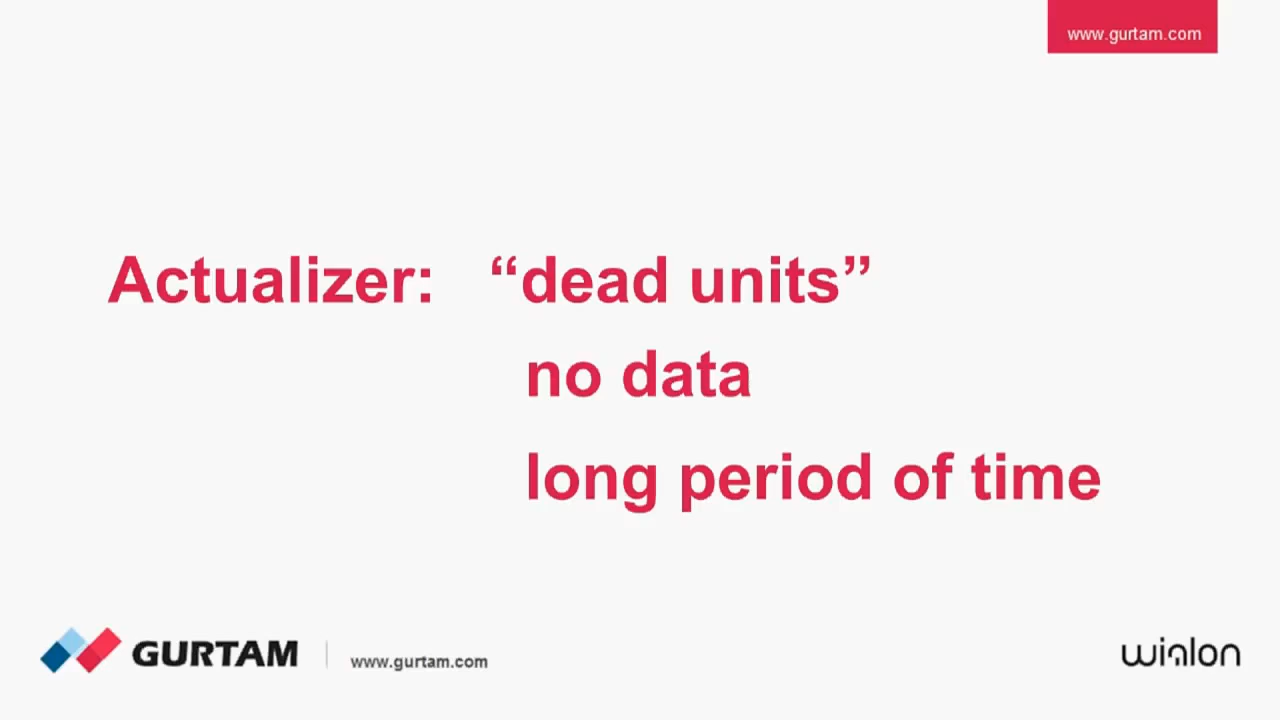 www.gurtam.com
Actualizer: “dead units”
no data
long period of time
GURTAM www.gurtam.com
wialon